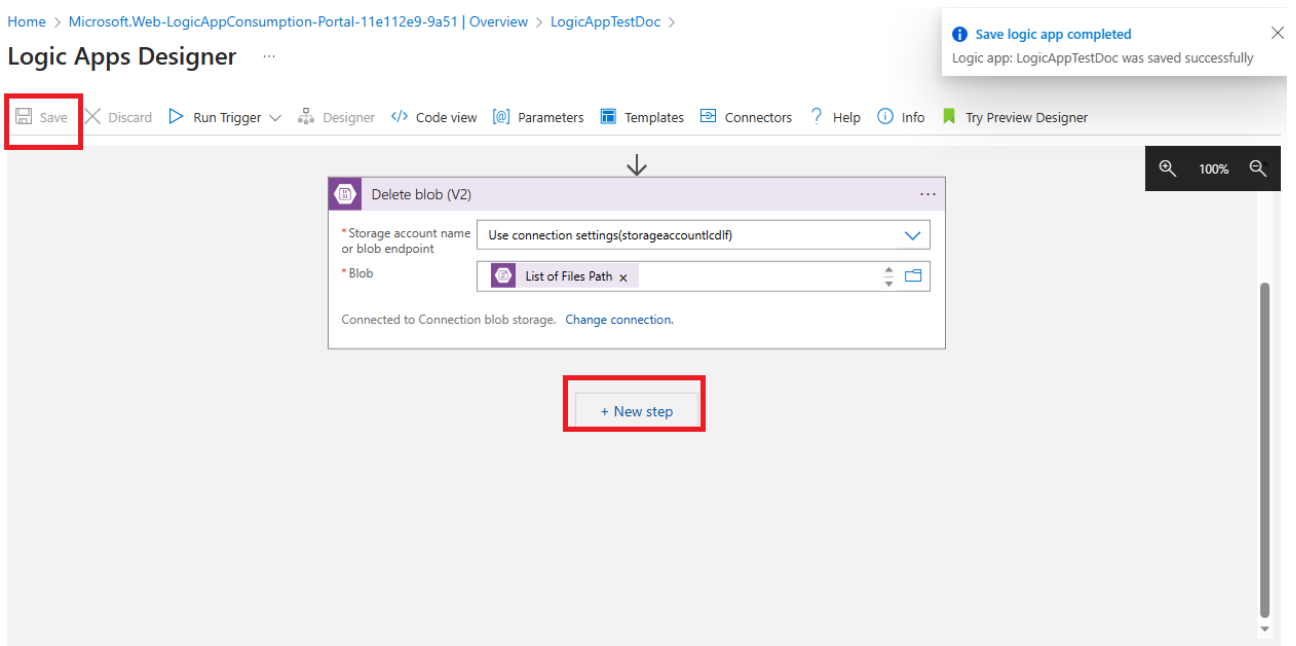 Home > Microsoft.Web-LogicAppConsumption-Portal-11e112e9-9a51 | Overview > LogicAppTestDoc >
Logic Apps Designer ...
Save logic app completed
Logic app: LogicAppTestDoc was saved successfully
Save Discard Run Trigger Designer Code view Parameters Templates Connectors ? Help Info Try Preview Designer
100%
Delete blob (V2) ...
* Storage account name
or blob endpoint
Use connection settings(storageaccountlcdlf)
* Blob
List of Files Path ×
Connected to Connection blob storage. Change connection.
+ New step